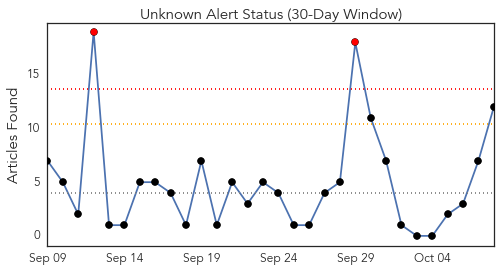 Unknown Alert Status (30-Day Window)
Articles Found
15
10
5
0
Sep 09 Sep 14 Sep 19 Sep 24 Sep 29 Oct 04